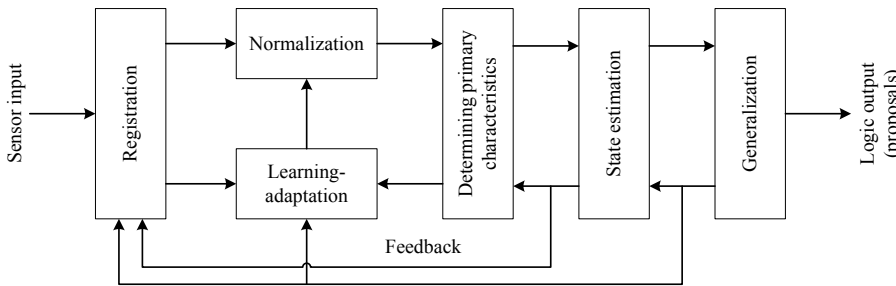 Sensor input
Registration
Normalization
Learning-
adaptation
Determining primary
characteristics
State estimation
Generalization
Logic output
(proposals)
Feedback